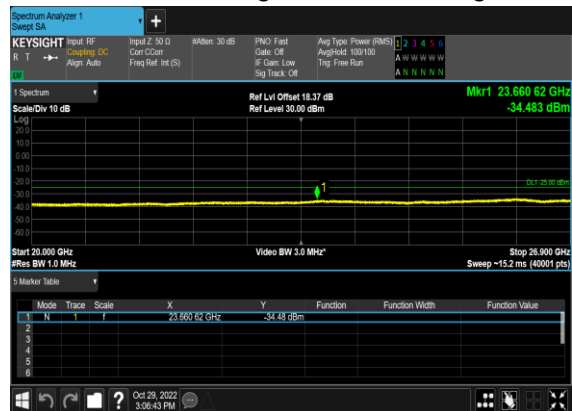 Spectrum Analyzer 1
Swept SA
+
KEYSIGHT Input: RF Input Z: 50 Ω #Atten: 30 dB PNO: Fast Avg Type: Power (RMS) 1 2 3 4 5 6
R T Coupling: DC Corr CCorr Gate: Off Avg|Hold: 100/100 A W W W W W
Align: Auto Freq Ref: Int (S) IF Gain: Low Trig: Free Run
LXI Sig Track: Off A N N N N N
1 Spectrum Ref Lvl Offset 18.37 dB Mkr1 23.660 62 GHz
Scale/Div 10 dB Ref Level 30.00 dBm -34.483 dBm
Log
20.0
10.0
0.00
-10.0
-20.0
1
DL1 -25.00 dBm
-30.0
-40.0
-50.0
-60.0
Start 20.000 GHz Video BW 3.0 MHz* Stop 26.900 GHz
#Res BW 1.0 MHz Sweep ~15.2 ms (40001 pts)
5 Marker Table
Mode Trace Scale X Y Function Function Width Function Value
1 N 1 f 23.660 62 GHz -34.48 dBm
2
3
4
5
6
? Oct 29, 2022
3:06:43 PM